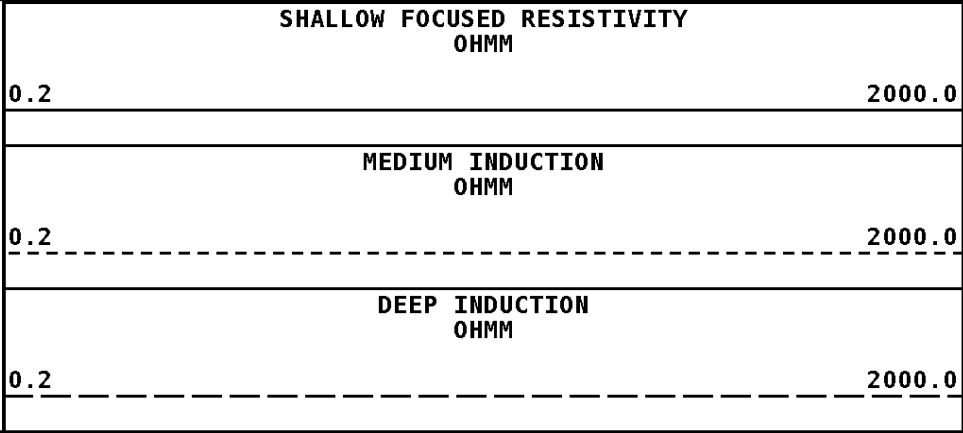 SHALLOW FOCUSED RESISTIVITY
OHMM
0.2 2000.0
MEDIUM INDUCTION
OHMM
0.2 2000.0
DEEP INDUCTION
OHMM
0.2 2000.0